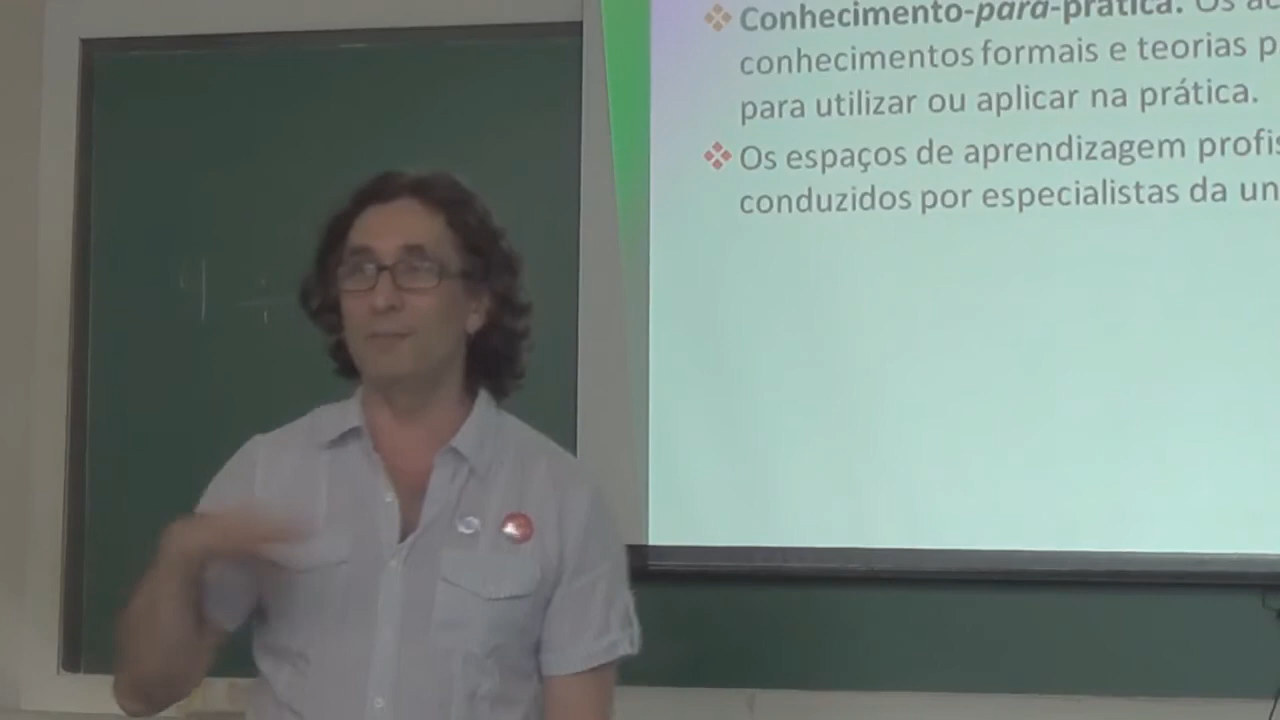 Conhecimento-para-prática. Os
conhecimentos formais e teorias
para utilizar ou aplicar na prática.
Os espaços de aprendizagem
conduzidos por especialistas da